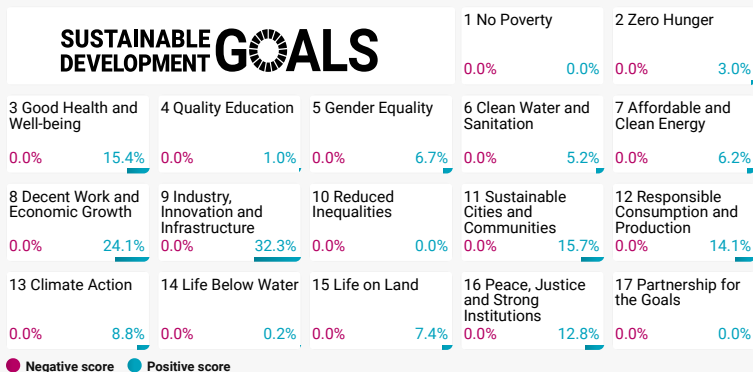 SUSTAINABLE
DEVELOPMENT
GOALS
1 No Poverty
0.0% 0.0%
2 Zero Hunger
0.0% 3.0%
3 Good Health and
Well-being
0.0% 15.4%
4 Quality Education
0.0% 1.0%
5 Gender Equality
0.0% 6.7%
6 Clean Water and
Sanitation
0.0% 5.2%
7 Affordable and
Clean Energy
0.0% 6.2%
8 Decent Work and
Economic Growth
0.0% 24.1%
9 Industry,
Innovation and
Infrastructure
0.0% 32.3%
10 Reduced
Inequalities
0.0% 0.0%
11 Sustainable
Cities and
Communities
0.0% 15.7%
12 Responsible
Consumption and
Production
0.0% 14.1%
13 Climate Action
0.0% 8.8%
14 Life Below Water
0.0% 0.2%
15 Life on Land
0.0% 7.4%
16 Peace, Justice
and Strong
Institutions
0.0% 12.8%
17 Partnership for
the Goals
0.0% 0.0%
Negative score Positive score